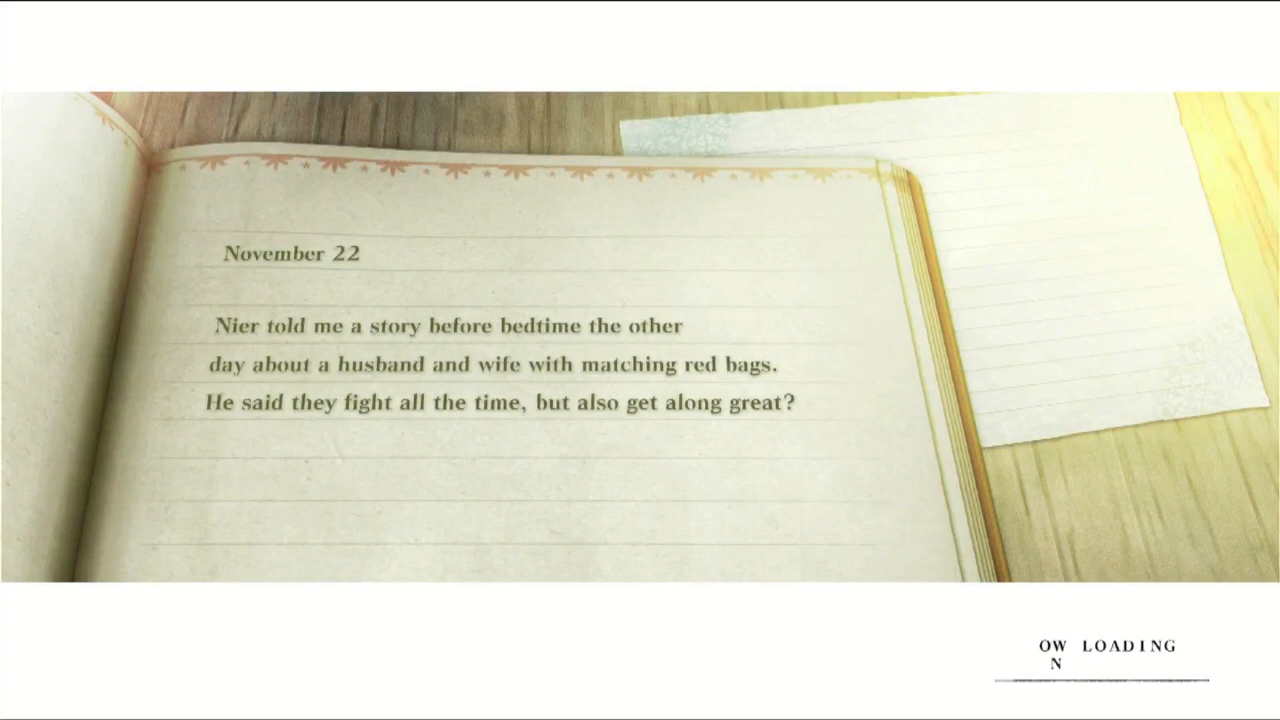 November 22
Nier told me a story before bedtime the other
day about a husband and wife with matching red bags.
He said they fight all the time, but also get along great?
OW LOADING
N